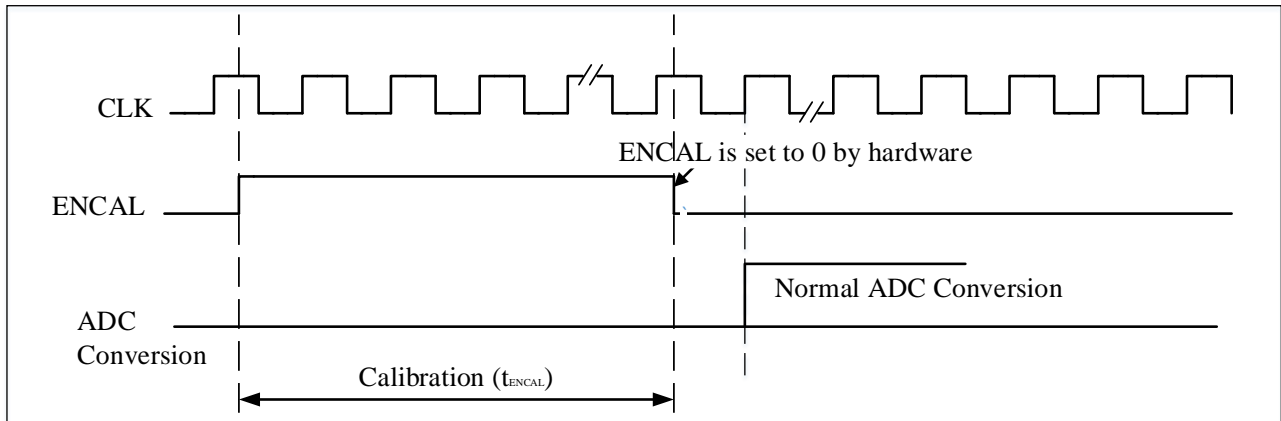 CLK
ENCAL is set to 0 by hardware
ENCAL
Normal ADC Conversion
ADC
Conversion
Calibration (tENCAL)